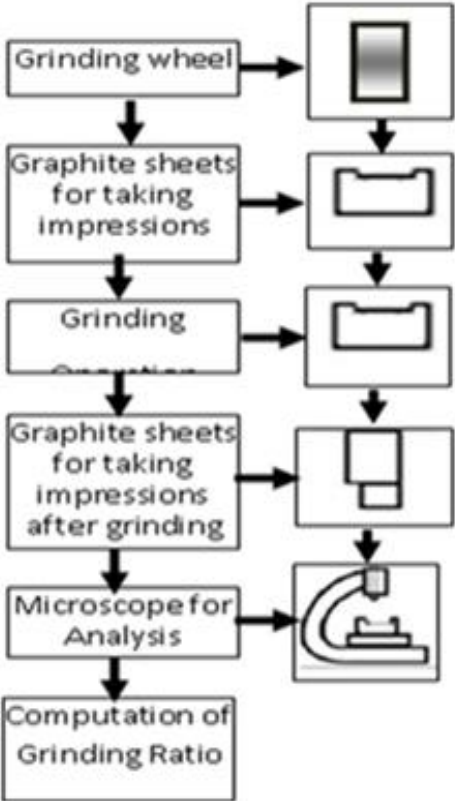 Grinding wheel
Graphite sheets
for taking
impressions
Grinding
Graphite sheets
for taking
impressions
after grinding
Microscope for
Analysis
Computation of
Grinding Ratio